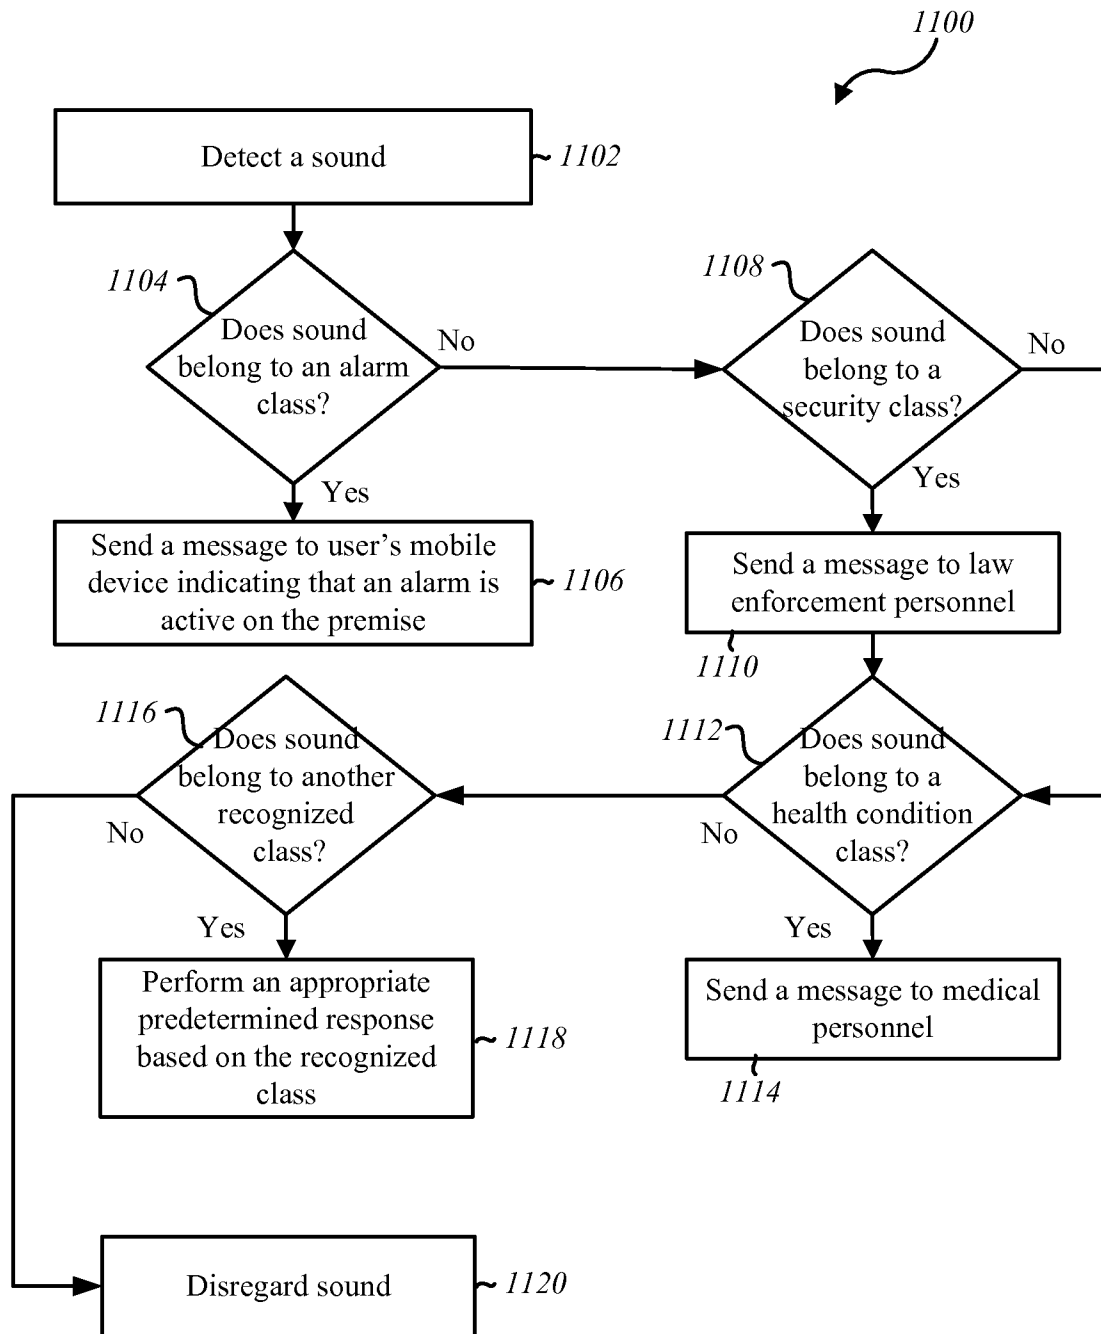 1100
Detect a sound
1102
1104
Does sound
belong to an alarm
class?
No
Yes
1108
Does sound
belong to a
security class?
No
Yes
Send a message to user's mobile
device indicating that an alarm is
active on the premise
1106
Send a message to law
enforcement personnel
1110
1116
Does sound
belong to another
recognized
class?
No
Yes
1112
Does sound
belong to a
health condition
class?
No
Yes
Perform an appropriate
predetermined response
based on the recognized
class
1118
Send a message to medical
personnel
1114
Disregard sound
1120